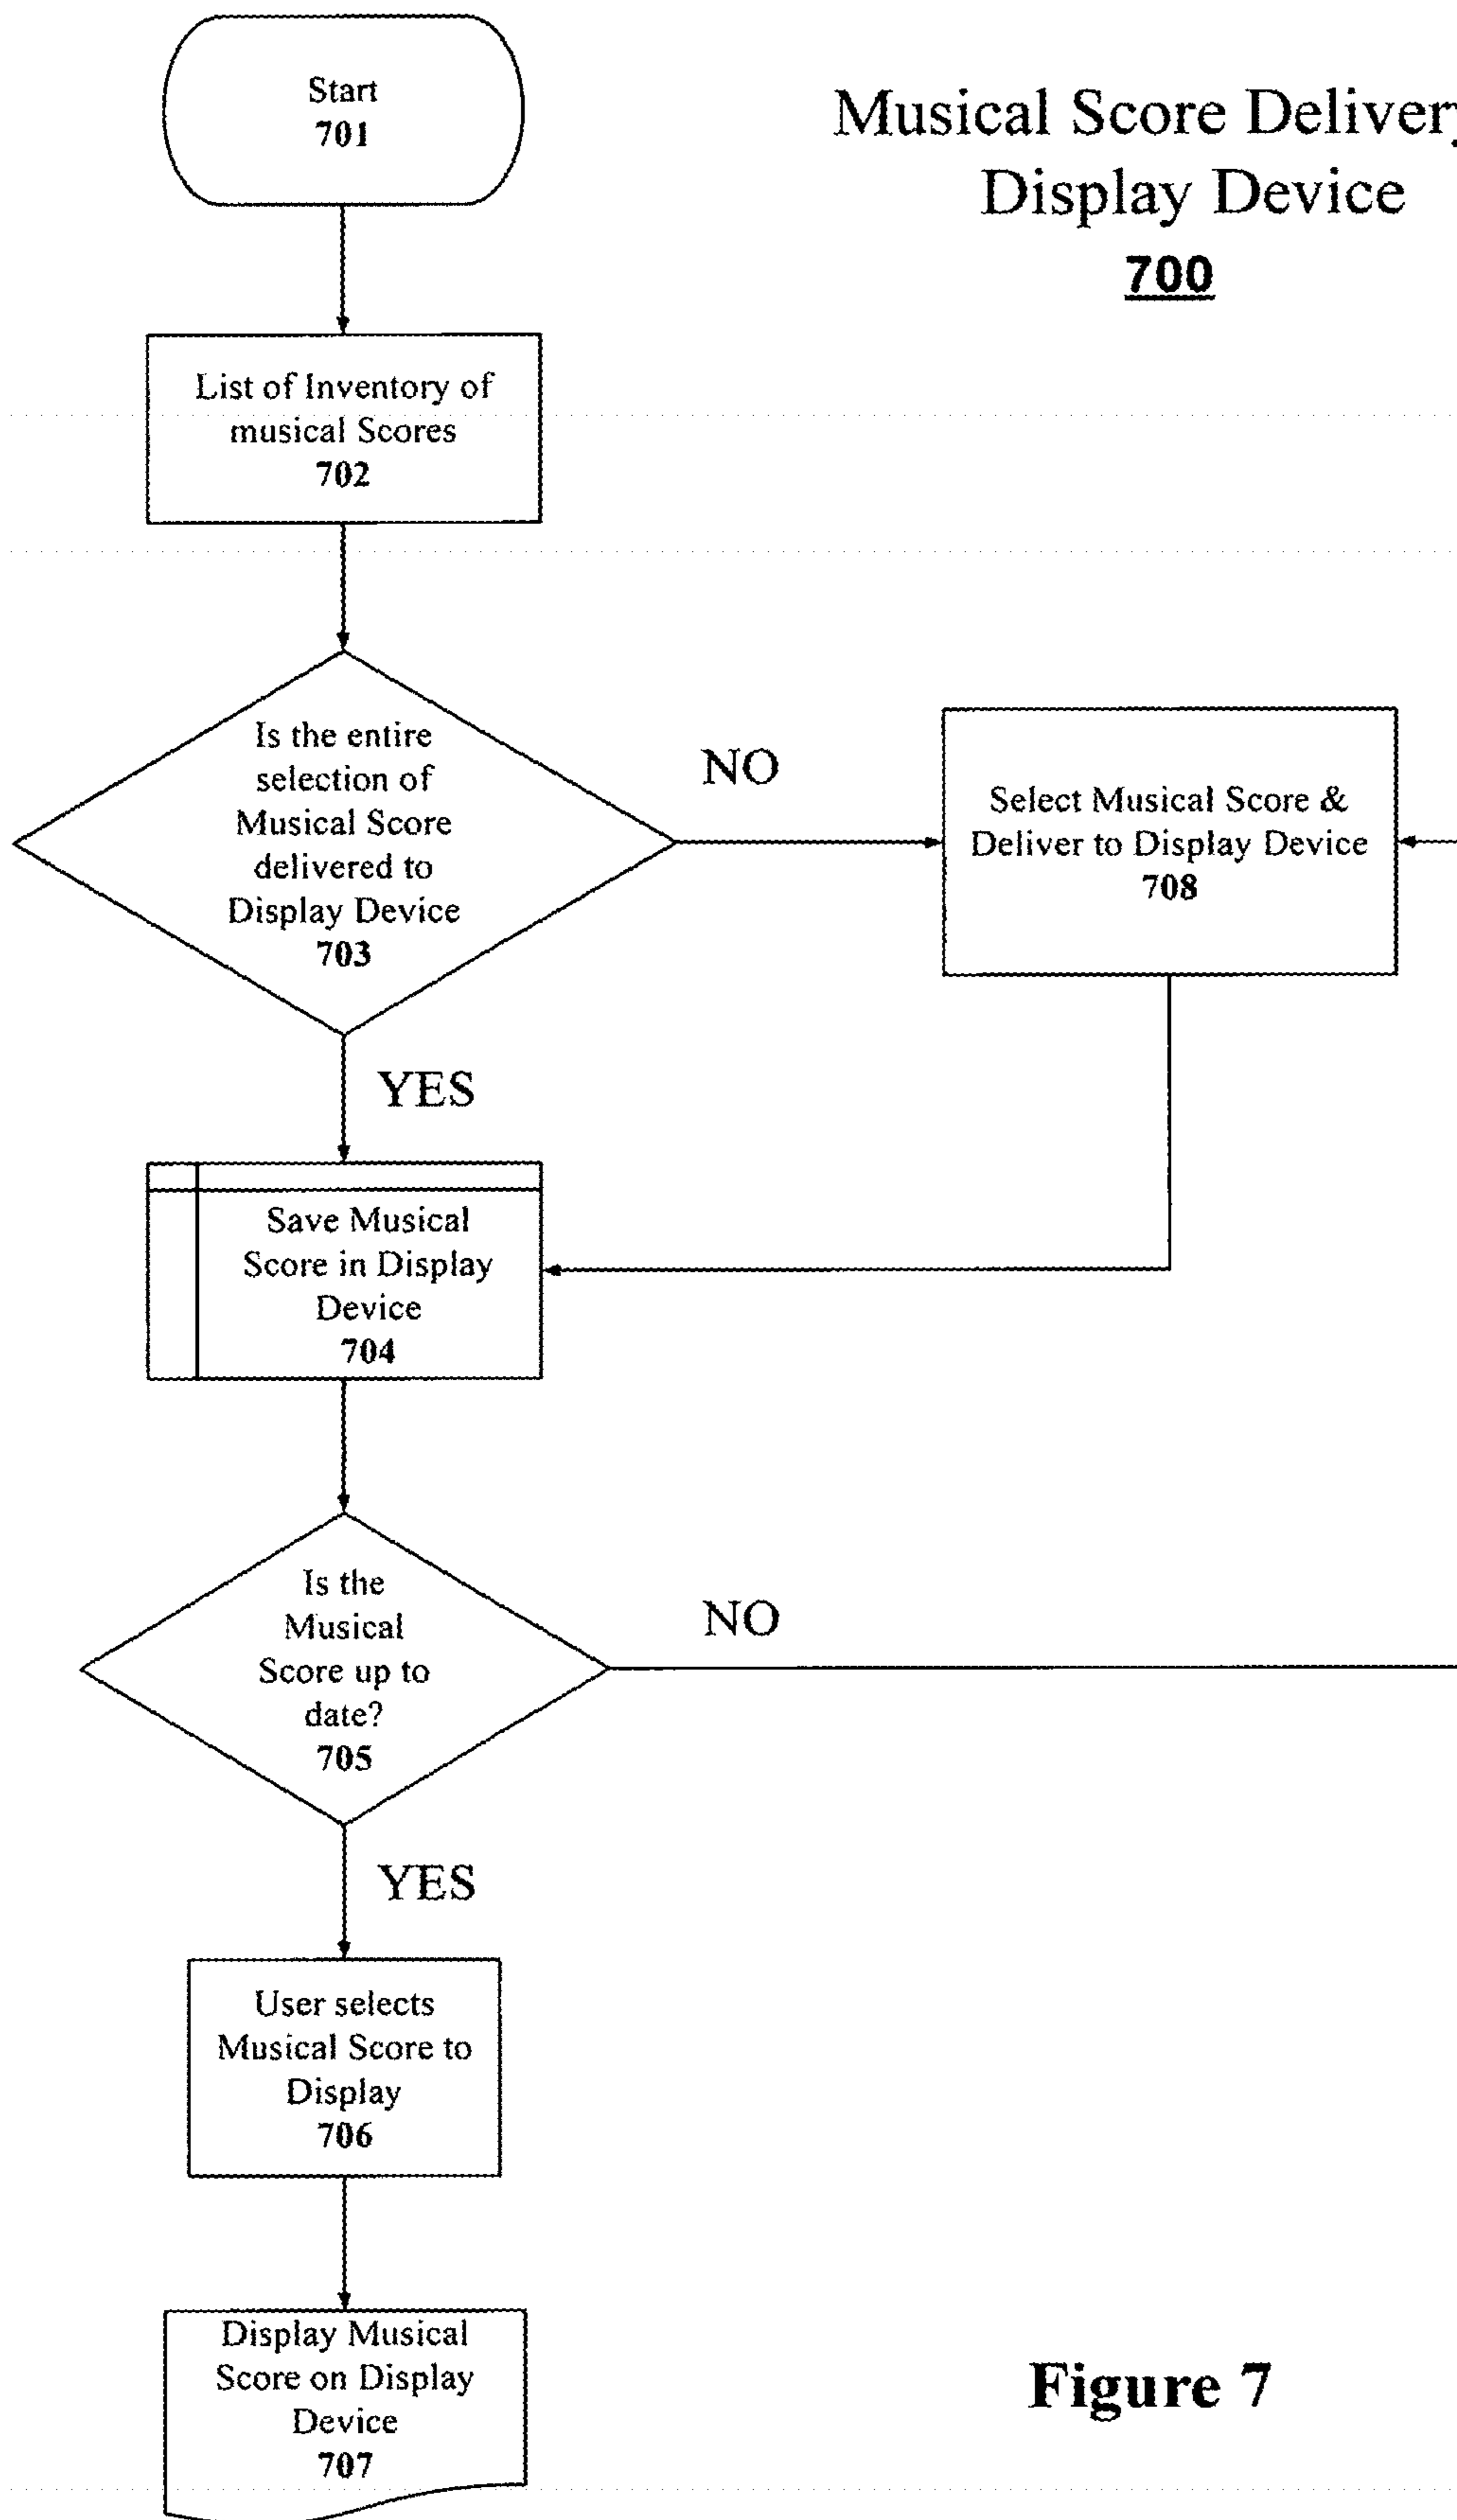 Start
701
Musical Score Delivery
Display Device
700
List of Inventory of
musical Scores
702
Is the entire
selection of
Musical Score
delivered to
Display Device
703
NO
Select Musical Score &
Deliver to Display Device
708
YES
Save Musical
Score in Display
Device
704
Is the
Musical
Score up to
date?
705
NO
YES
User selects
Musical Score to
Display
706
Display Musical
Score on Display
Device
707
Figure 7